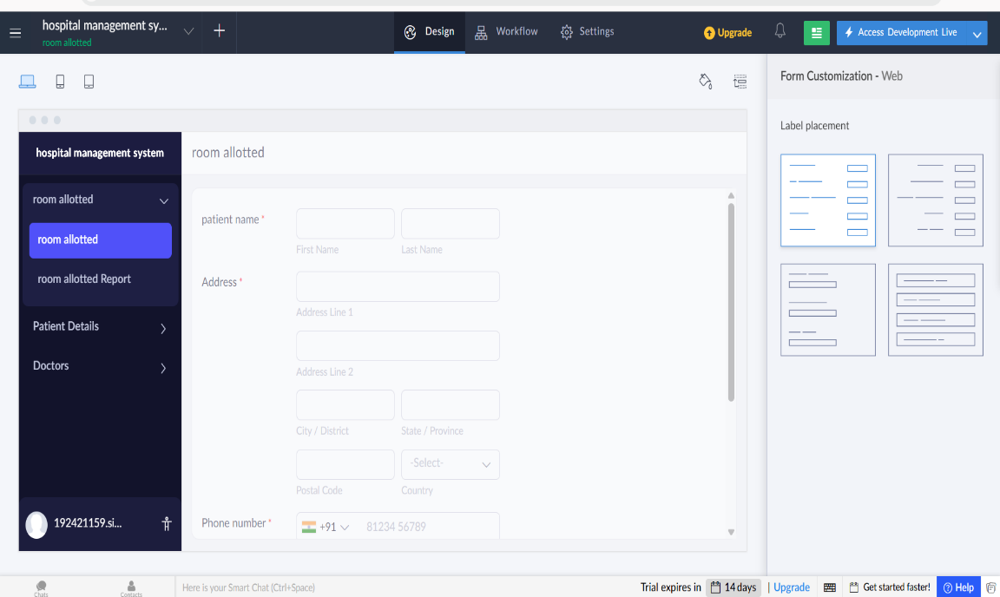 hospital management sy...
room allotted
Design
Workflow
Settings
Upgrade
Access Development Live
Form Customization - Web
Label placement
hospital management system
room allotted
room allotted
room allotted
room allotted Report
Patient Details
Doctors
192421159.si...
patient name *
First Name
Last Name
Address *
Address Line 1
Address Line 2
City / District
State / Province
-Select-
Postal Code
Country
Phone number *
+91
81234 56789
Chats
Contacts
Here is your Smart Chat (Ctrl+Space)
Trial expires in
14 days
Upgrade
Get started faster!
Help